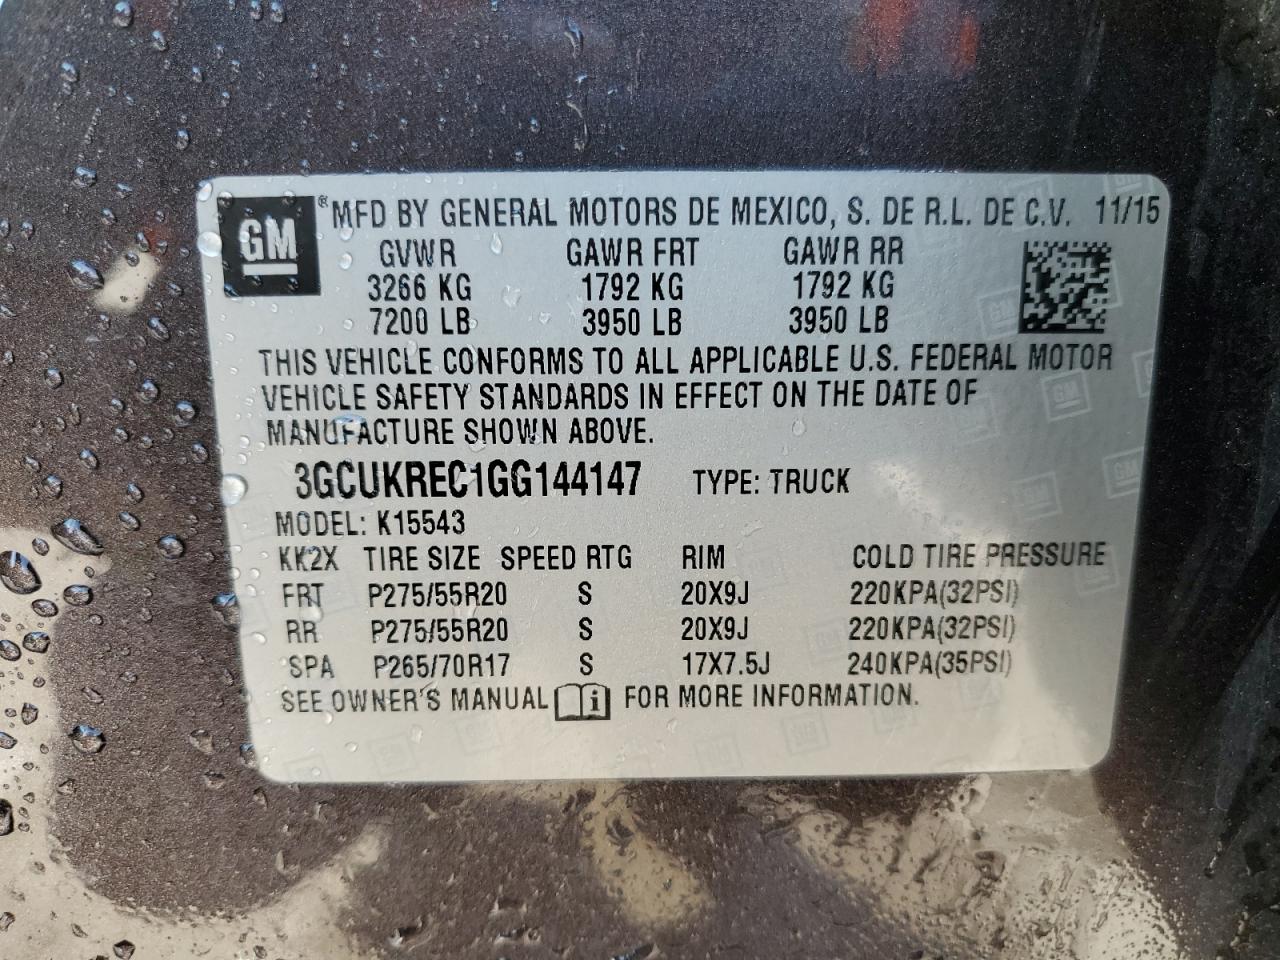 GM
® MFD BY GENERAL MOTORS DE MEXICO, S. DE R.L. DE C.V. 11/15
GVWR GAWR FRT GAWR RR
3266 KG 1792 KG 1792 KG
7200 LB 3950 LB 3950 LB
THIS VEHICLE CONFORMS TO ALL APPLICABLE U.S. FEDERAL MOTOR
VEHICLE SAFETY STANDARDS IN EFFECT ON THE DATE OF
MANUFACTURE SHOWN ABOVE.
3GCUKREC1GG144147 TYPE: TRUCK
MODEL: K15543
KK2X TIRE SIZE SPEED RTG RIM COLD TIRE PRESSURE
FRT P275/55R20 S 20X9J 220KPA(32PSI)
RR P275/55R20 S 20X9J 220KPA(32PSI)
SPA P265/70R17 S 17X7.5J 240KPA(35PSI)
SEE OWNER'S MANUAL i FOR MORE INFORMATION.